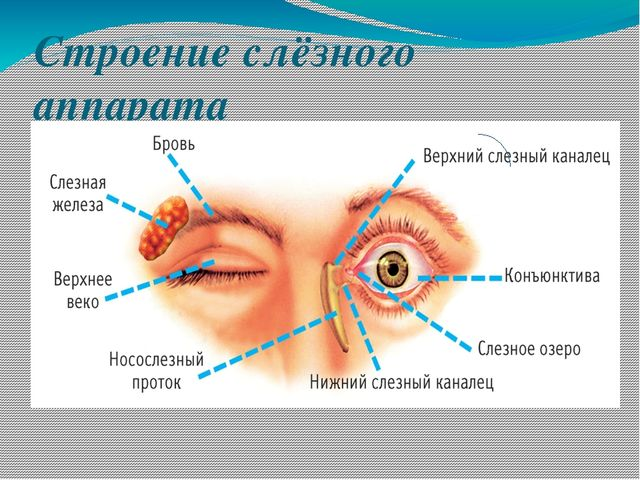 Строение слёзного
аппарата
Бровь
Верхний слезный каналец
Слезная
железа
Верхнее
веко
Конъюнктива
Слезное озеро
Носослезный
проток
Нижний слезный каналец